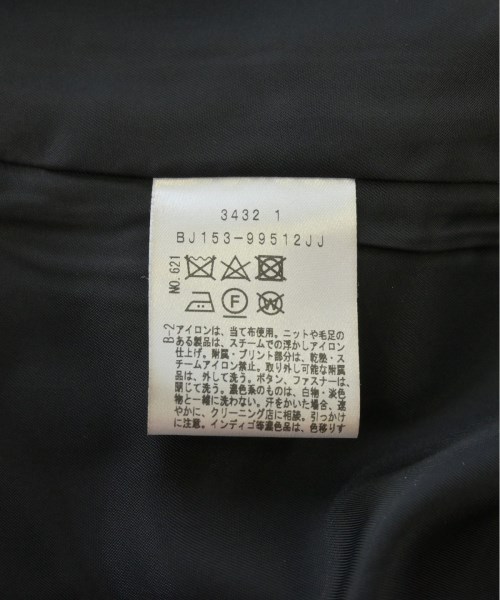 3432 1
BJ153-99512JJ
NO.621
F
W
B-2
アイロンは、当て布使用。ニットや毛足の
ある製品は、スチームでの浮かしアイロン
仕上げ。附属・プリント部分は、乾塾・ス
チームアイロン禁止。取り外し可能な附属
品は、外して洗う。ボタン、ファスナーは、
閉じて洗う。濃色系のものは、白物・淡色
物と一緒に洗わない。汗をかいた場合、速
やかに、クリーニング店に相談。引っかけ
に注意。インディゴ等濃色品は、色移りす